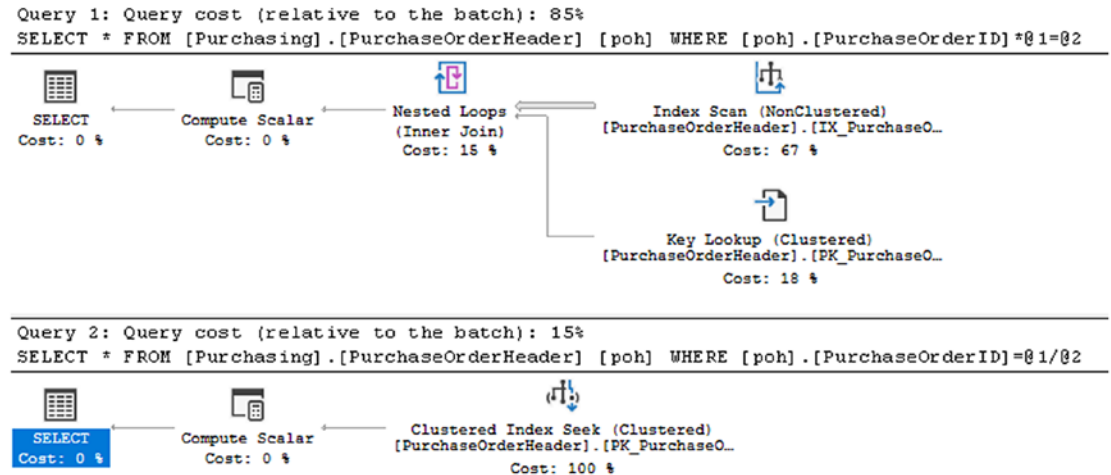 Query 1: Query cost (relative to the batch): 85%
SELECT * FROM [Purchasing].[PurchaseOrderHeader] [poh] WHERE [poh].[PurchaseOrderID]*@1=@2
SELECT
Cost: 0 %
Compute Scalar
Cost: 0 %
Nested Loops
(Inner Join)
Cost: 15 %
Index Scan (NonClustered)
[PurchaseOrderHeader].[IX_PurchaseO…
Cost: 67 %
Key Lookup (Clustered)
[PurchaseOrderHeader].[PK_PurchaseO…
Cost: 18 %
Query 2: Query cost (relative to the batch): 15%
SELECT * FROM [Purchasing].[PurchaseOrderHeader] [poh] WHERE [poh].[PurchaseOrderID]=@1/@2
SELECT
Cost: 0 %
Compute Scalar
Cost: 0 %
Clustered Index Seek (Clustered)
[PurchaseOrderHeader].[PK_PurchaseO…
Cost: 100 %